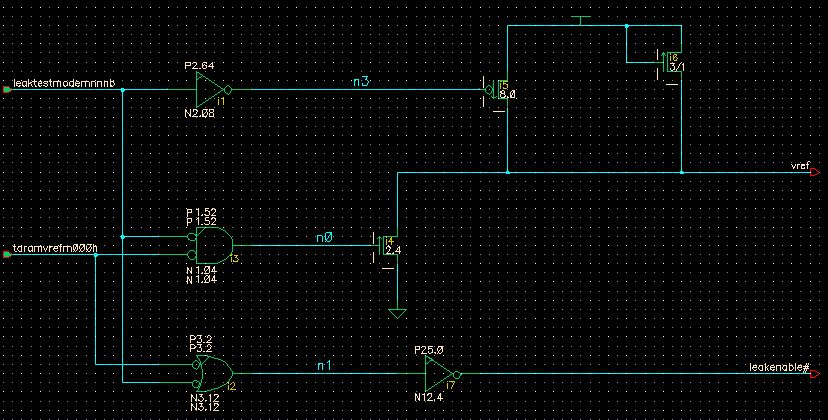 P2.64
leaktestmodemnnnb
n3
i1
N2.08
i5
8.0
i6
3/1
vref
P 1.52
P 1.52
n0
i4
2.4
taramvrefm000h
i3
N 1.04
N 1.04
P3.2
P3.2
n1
P25.0
leakenable#
i2
i7
N3.12
N3.12
N12.4